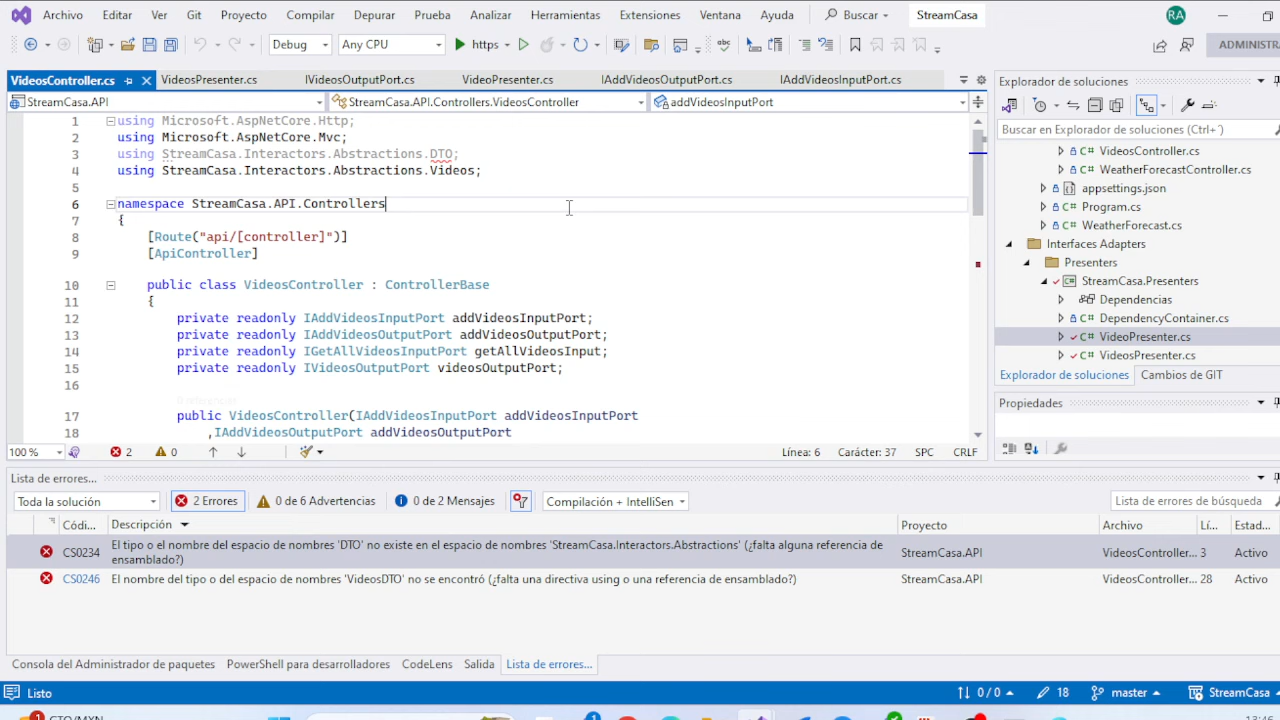 Archivo Editar Ver Git Proyecto Compilar Depurar Prueba Analizar Herramientas Extensiones Ventana Ayuda Buscar StreamCasa RA
Debug Any CPU https ADMINISTR
VideosController.cs VideosPresenter.cs IVideosOutputPort.cs VideoPresenter.cs IAddVideosOutputPort.cs IAddVideosInputPort.cs
StreamCasa.API StreamCasa.API.Controllers.VideosController addVideosInputPort
1 using Microsoft.AspNetCore.Http;
2 using Microsoft.AspNetCore.Mvc;
3 using StreamCasa.Interactors.Abstractions.DTO;
4 using StreamCasa.Interactors.Abstractions.Videos;
5
6 namespace StreamCasa.API.Controllers
7 {
8 [Route("api/[controller]")]
9 [ApiController]
10 public class VideosController : ControllerBase
11 {
12 private readonly IAddVideosInputPort addVideosInputPort;
13 private readonly IAddVideosOutputPort addVideosOutputPort;
14 private readonly IGetAllVideosInputPort getAllVideosInput;
15 private readonly IVideosOutputPort videosOutputPort;
16
17 public VideosController(IAddVideosInputPort addVideosInputPort
18 ,IAddVideosOutputPort addVideosOutputPort
100 % 2 0 Línea: 6 Carácter: 37 SPC CRLF
Explorador de soluciones
Buscar en Explorador de soluciones (Ctrl+´)
C# VideosController.cs
C# WeatherForecastController.cs
appsettings.json
C# Program.cs
C# WeatherForecast.cs
Interfaces Adapters
Presenters
StreamCasa.Presenters
Dependencias
C# DependencyContainer.cs
C# VideoPresenter.cs
C# VideosPresenter.cs
Explorador de soluciones Cambios de GIT
Propiedades
Lista de errores...
Toda la solución 2 Errores 0 de 6 Advertencias 0 de 2 Mensajes Compilación + IntelliSen Lista de errores de búsqueda
Códi... Descripción Proyecto Archivo Lí... Estad...
CS0234 El tipo o el nombre del espacio de nombres 'DTO' no existe en el espacio de nombres 'StreamCasa.Interactors.Abstractions' (¿falta alguna referencia de
ensamblado?) StreamCasa.API VideosController... 3 Activo
CS0246 El nombre del tipo o del espacio de nombres 'VideosDTO' no se encontró (¿falta una directiva using o una referencia de ensamblado?) StreamCasa.API VideosController... 28 Activo
Consola del Administrador de paquetes PowerShell para desarrolladores CodeLens Salida Lista de errores...
Listo 0 / 0 18 master StreamCasa